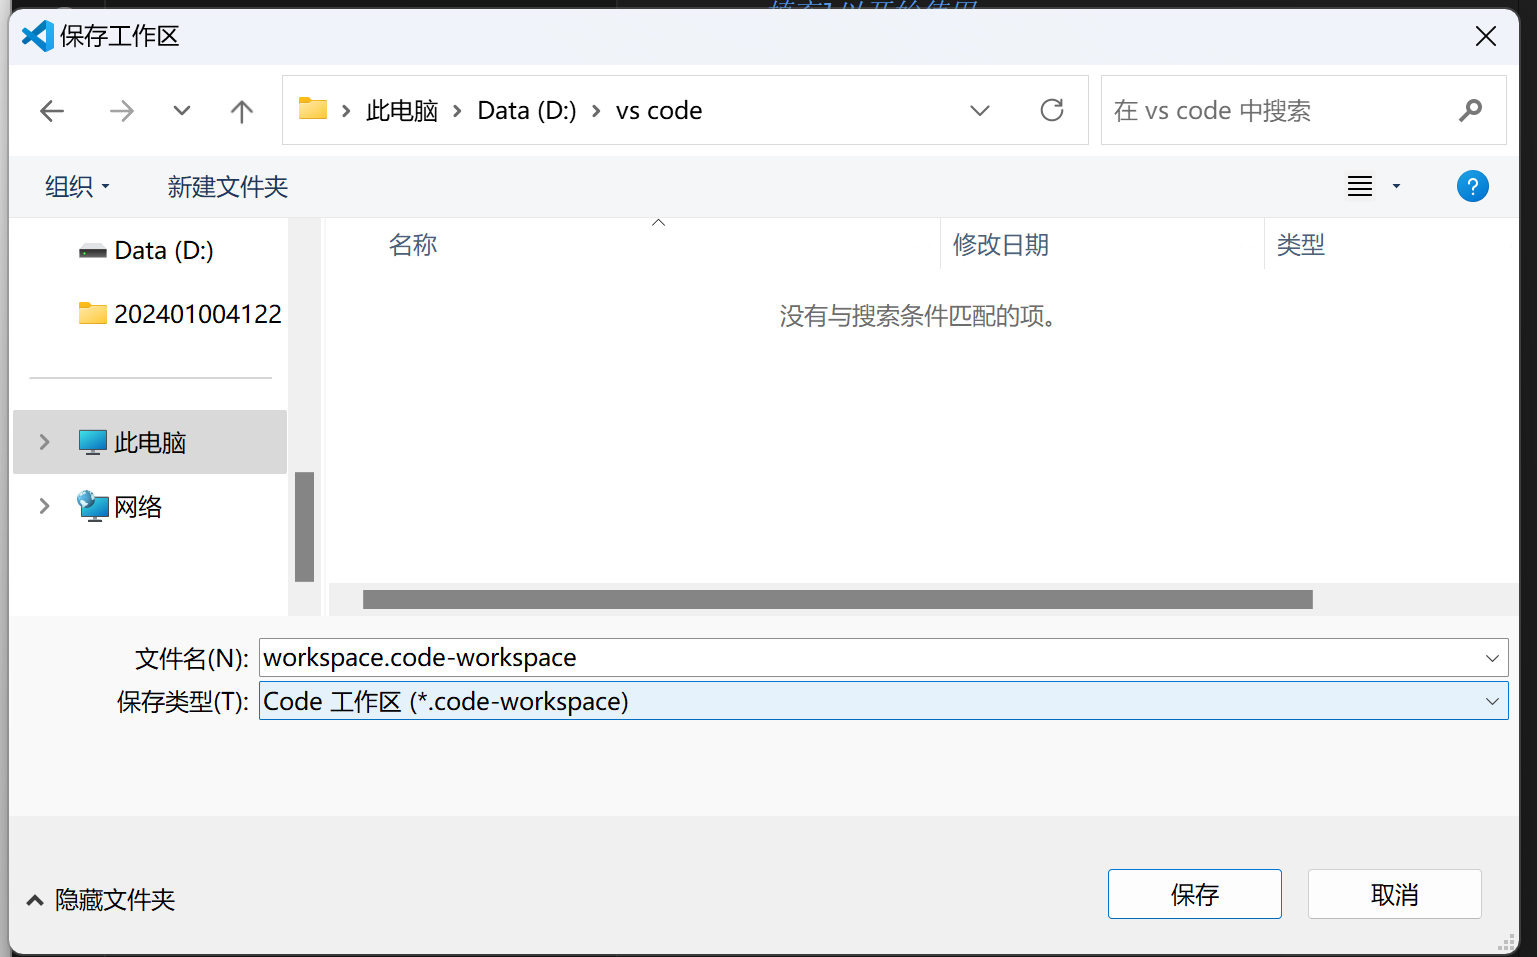 保存工作区
此电脑 Data (D:) vs code
在 vs code 中搜索
组织 新建文件夹
?
Data (D:)
202401004122
此电脑
网络
名称 修改日期 类型
没有与搜索条件匹配的项。
文件名(N): workspace.code-workspace
保存类型(T): Code 工作区 (*.code-workspace)
隐藏文件夹
保存 取消